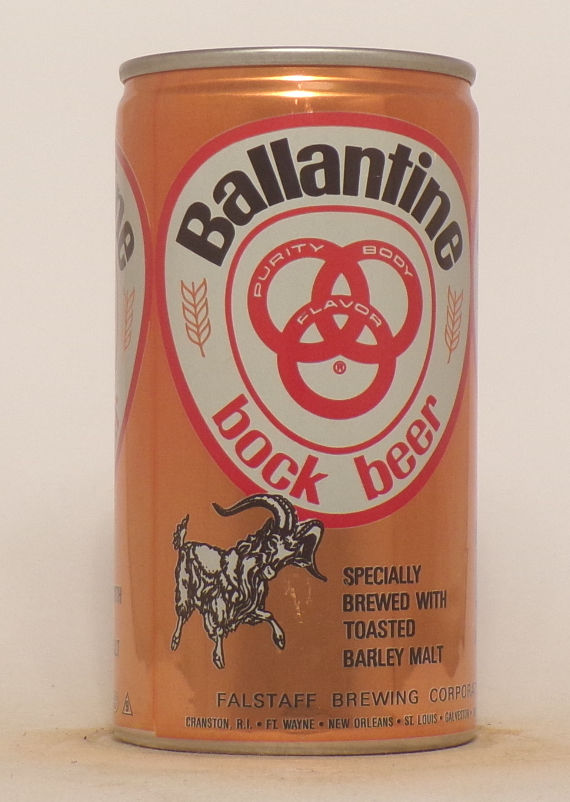 Ballantine
PURITY BODY
FLAVOR
®
bock beer
SPECIALLY
BREWED WITH
TOASTED
BARLEY MALT
FALSTAFF BREWING
CRANSTON, R.I. • FT. WAYNE • NEW ORLEANS • ST. LOUIS • GALVESTON •